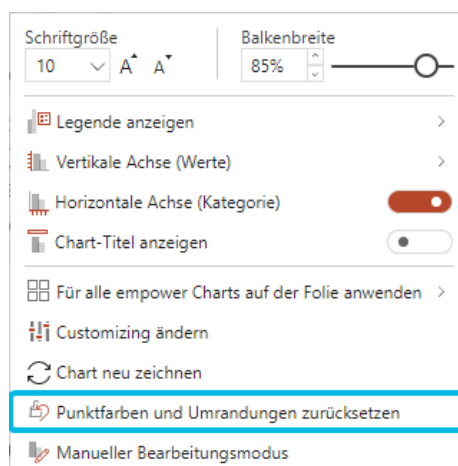 Schriftgröße Balkenbreite
10 A A 85%
Legende anzeigen
Vertikale Achse (Werte)
Horizontale Achse (Kategorie)
Chart-Titel anzeigen
Für alle empower Charts auf der Folie anwenden
Customizing ändern
Chart neu zeichnen
Punktfarben und Umrandungen zurücksetzen
Manueller Bearbeitungsmodus